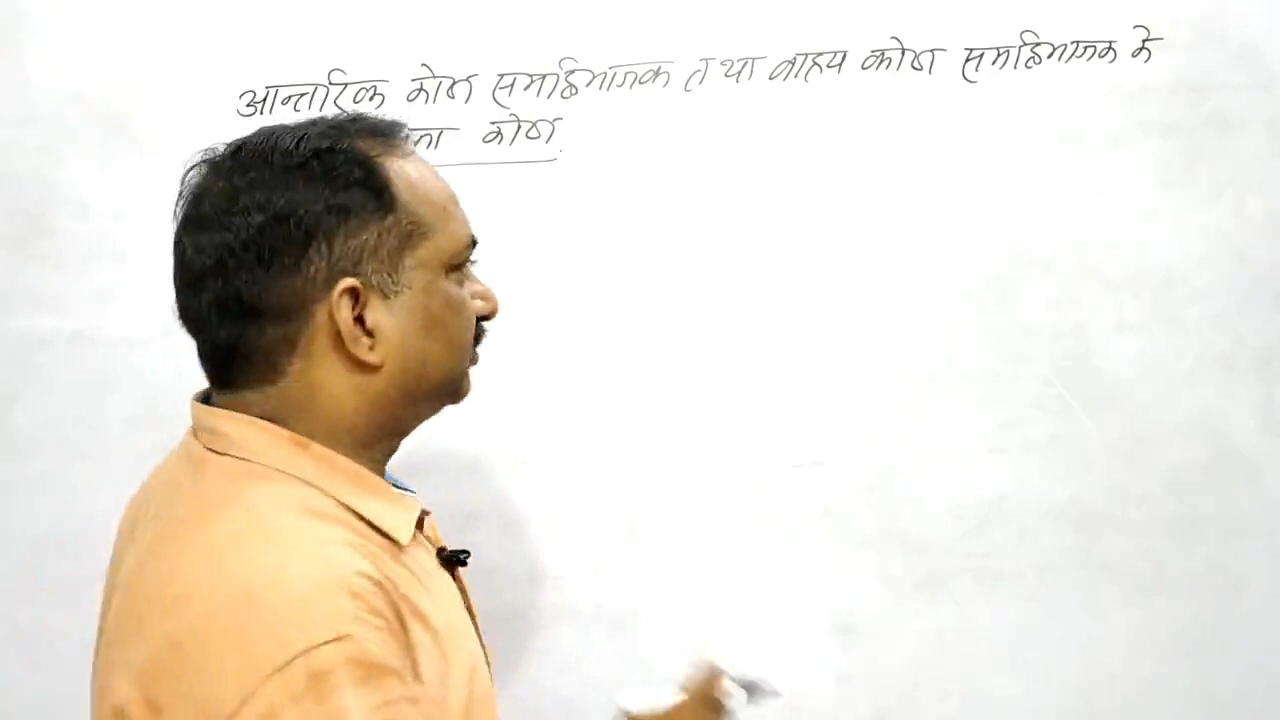 आन्तरिक कोण समद्विभाजक तथा वाह्य कोण समद्विभाजक के
का कोण